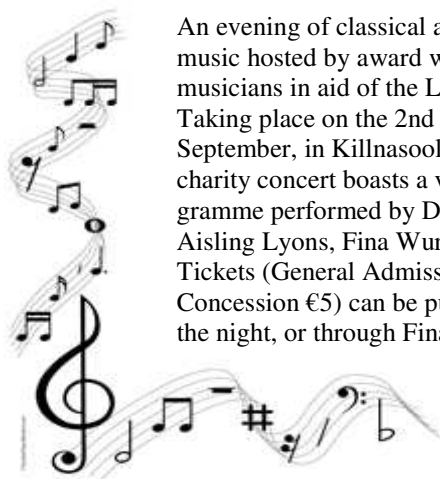 An evening of classical a
music hosted by award w
musicians in aid of the L
Taking place on the 2nd
September, in Killnasool
charity concert boasts a v
gramme performed by D
Aisling Lyons, Fina Wur
Tickets (General Admiss
Concession €5) can be pu
the night, or through Fina